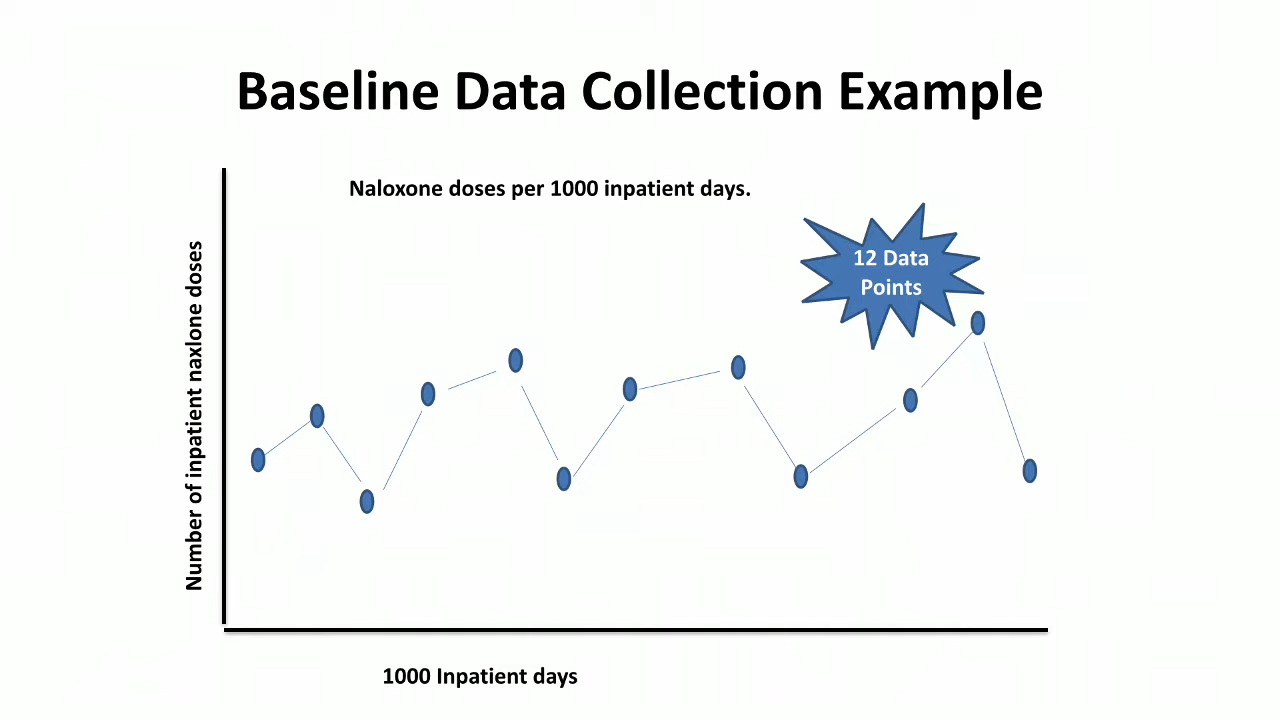 Baseline Data Collection Example
Naloxone doses per 1000 inpatient days.
12 Data
Points
Number of inpatient naxlone doses
1000 Inpatient days